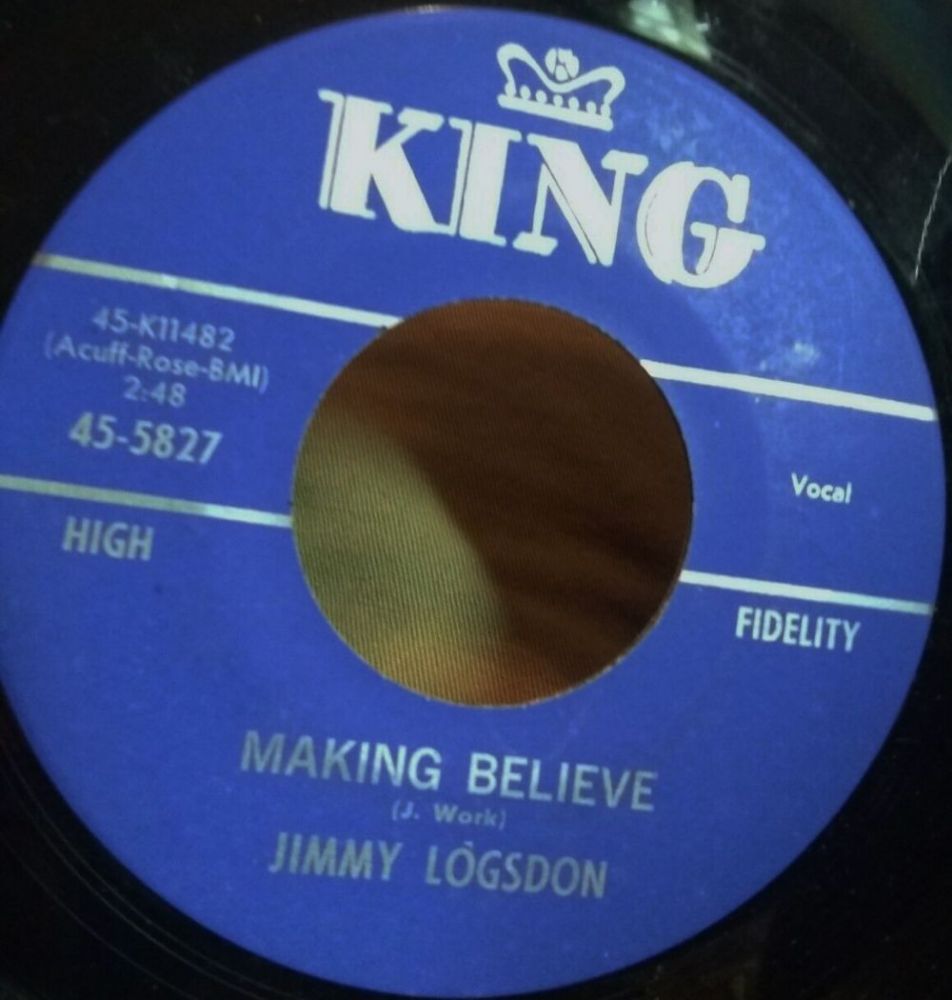 KING
45-K11482
(Acuff-Rose-BMI)
2:48
45-5827
Vocal
HIGH
FIDELITY
MAKING BELIEVE
(J. Work)
JIMMY LOGSDON